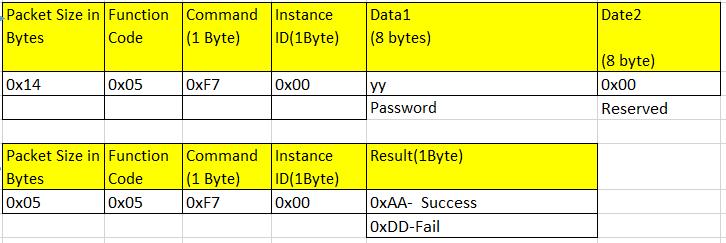 Packet Size in Bytes Function Code Command (1 Byte) Instance ID(1Byte) Data1 (8 bytes) Date2 (8 byte)
0x14 0x05 0xF7 0x00 yy 0x00
Password Reserved
Packet Size in Bytes Function Code Command (1 Byte) Instance ID(1Byte) Result(1Byte)
0x05 0x05 0xF7 0x00 0xAA- Success
0xDD-Fail